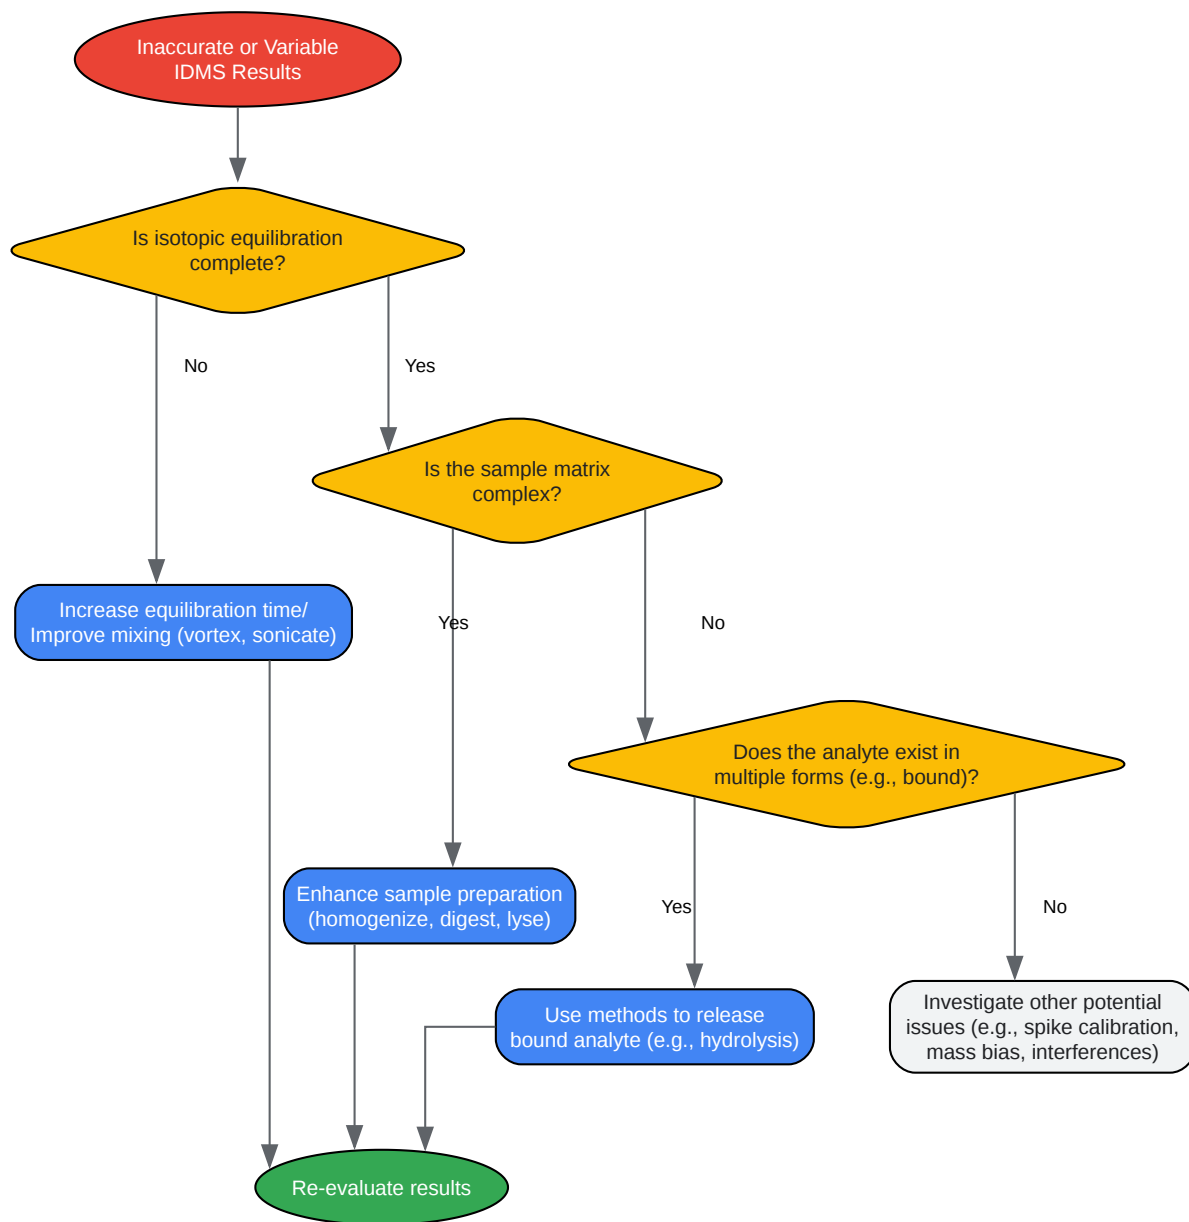 Inaccurate or Variable
IDMS Results
Is isotopic equilibration
complete?
No
Yes
Is the sample matrix
complex?
Increase equilibration time/
Improve mixing (vortex, sonicate)
Yes
No
Does the analyte exist in
multiple forms (e.g., bound)?
Enhance sample preparation
(homogenize, digest, lyse)
Yes
No
Use methods to release
bound analyte (e.g., hydrolysis)
Investigate other potential
issues (e.g., spike calibration,
mass bias, interferences)
Re-evaluate results